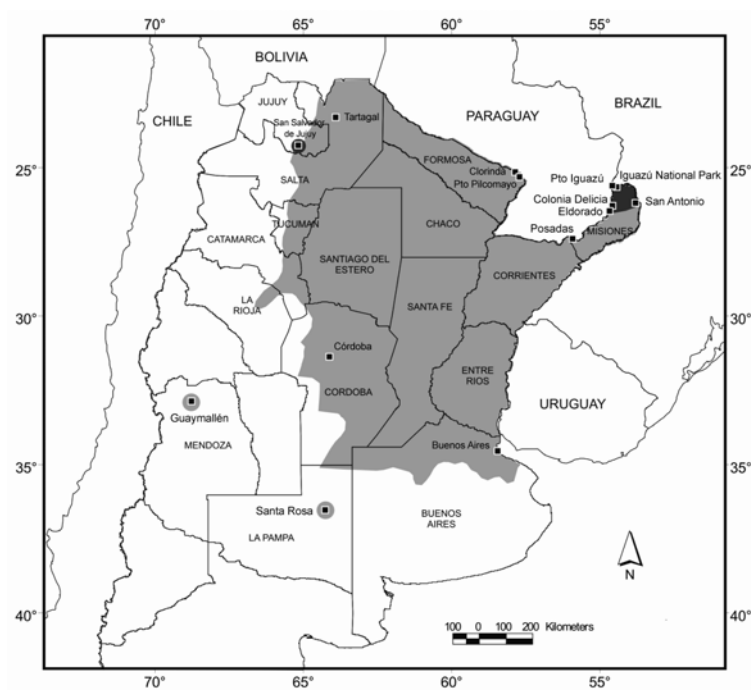 70° 65° 60° 55°
BOLIVIA
JUJUY
CHILE
San Salvador
de Jujuy
Tartagal
PARAGUAY
BRAZIL
25°
25°
FORMOSA
Clorinda
Pto Pilcomayo
Pto Iguazú
Iguazú National Park
SALTA
Colonia Delicia
San Antonio
Eldorado
TUCUMAN
CHACO
Posadas
MISIONES
CATAMARCA
SANTIAGO DEL
ESTERO
CORRIENTES
LA
RIOJA
SANTA FE
30°
30°
Córdoba
ENTRE
RIOS
CORDOBA
URUGUAY
Guaymallén
MENDOZA
Buenos Aires
35°
35°
Santa Rosa
BUENOS
AIRES
LA PAMPA
N
40°
40°
100 0 100 200 Kilometers
70° 65° 60° 55°